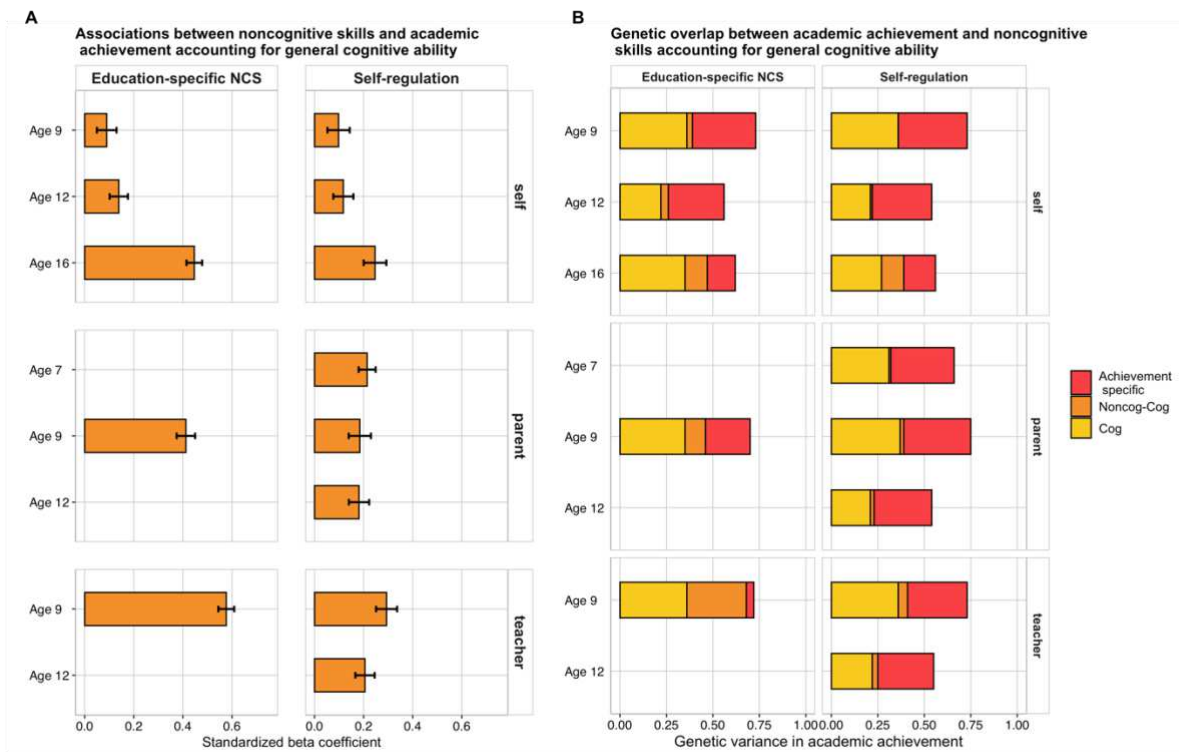 A
Associations between noncognitive skills and academic
achievement accounting for general cognitive ability
Education-specific NCS
Self-regulation
Age 9
Age 12
Age 16
self
Age 7
Age 9
Age 12
parent
Age 9
Age 12
teacher
0.0 0.2 0.4 0.6
0.0 0.2 0.4 0.6
Standardized beta coefficient
B
Genetic overlap between academic achievement and noncognitive
skills accounting for general cognitive ability
Education-specific NCS
Self-regulation
Age 9
Age 12
Age 16
self
Age 7
Age 9
Age 12
parent
Age 9
Age 12
teacher
0.00 0.25 0.50 0.75 1.00
0.00 0.25 0.50 0.75 1.00
Genetic variance in academic achievement
Achievement
specific
Noncog-Cog
Cog